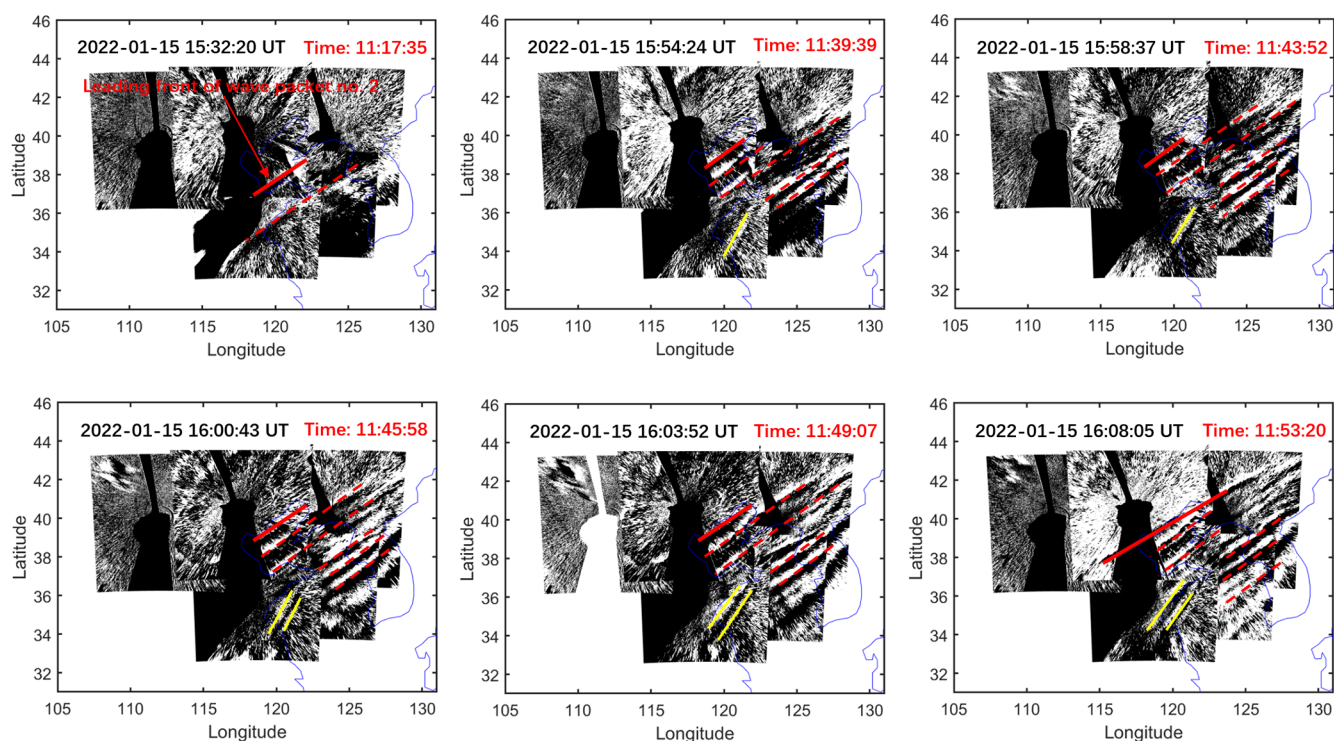 2022-01-15 15:32:20 UT Time: 11:17:35
Leading front of wave packet no. 2
46
44
42
40
38
36
34
32
Latitude
105 110 115 120 125 130
Longitude
2022-01-15 15:54:24 UT Time: 11:39:39
46
44
42
40
38
36
34
32
Latitude
105 110 115 120 125 130
Longitude
2022-01-15 15:58:37 UT Time: 11:43:52
46
44
42
40
38
36
34
32
Latitude
105 110 115 120 125 130
Longitude
2022-01-15 16:00:43 UT Time: 11:45:58
46
44
42
40
38
36
34
32
Latitude
105 110 115 120 125 130
Longitude
2022-01-15 16:03:52 UT Time: 11:49:07
46
44
42
40
38
36
34
32
Latitude
105 110 115 120 125 130
Longitude
2022-01-15 16:08:05 UT Time: 11:53:20
46
44
42
40
38
36
34
32
Latitude
105 110 115 120 125 130
Longitude